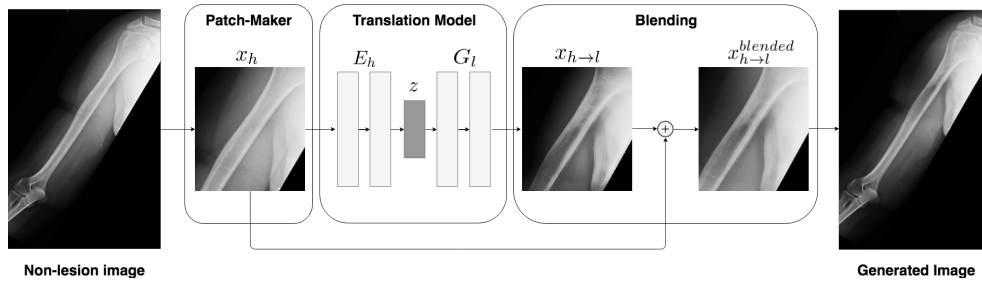 Patch-Maker
Translation Model
Blending
x_h
E_h
z
G_l
x_{h→l}
x_{h→l}^{blended}
+
Non-lesion image
Generated Image